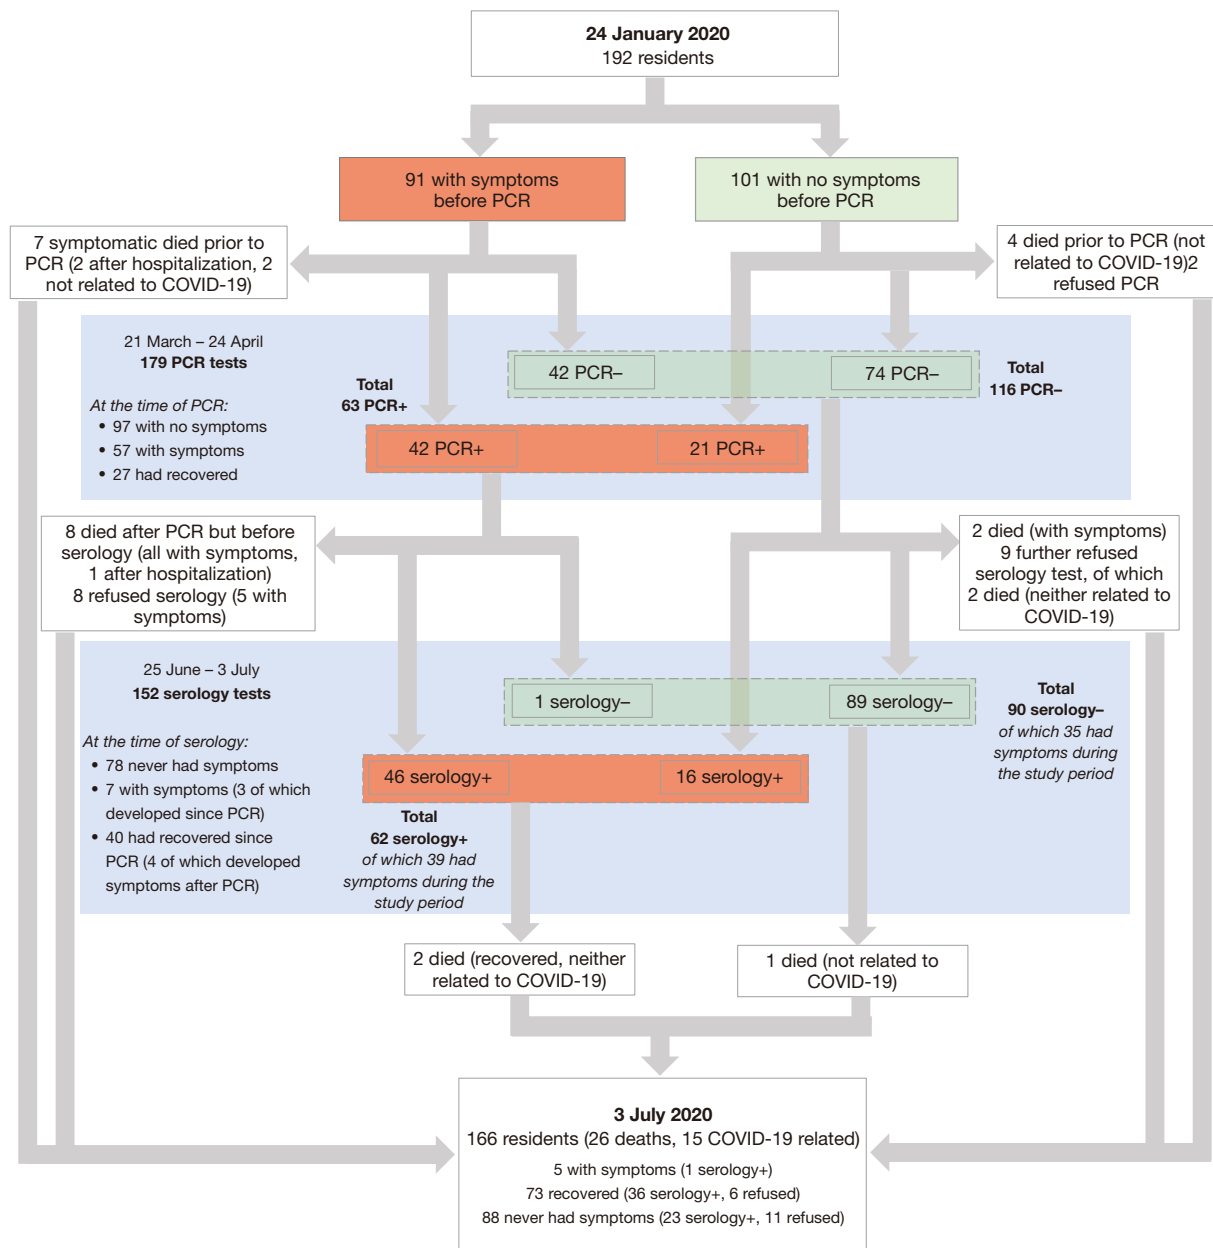 24 January 2020
192 residents
91 with symptoms
before PCR
101 with no symptoms
before PCR
7 symptomatic died prior to
PCR (2 after hospitalization, 2
not related to COVID-19)
4 died prior to PCR (not
related to COVID-19)2
refused PCR
21 March – 24 April
179 PCR tests
At the time of PCR:
• 97 with no symptoms
• 57 with symptoms
• 27 had recovered
Total
63 PCR+
42 PCR–
74 PCR–
Total
116 PCR–
42 PCR+
21 PCR+
8 died after PCR but before
serology (all with symptoms,
1 after hospitalization)
8 refused serology (5 with
symptoms)
2 died (with symptoms)
9 further refused
serology test, of which
2 died (neither related to
COVID-19)
25 June – 3 July
152 serology tests
At the time of serology:
• 78 never had symptoms
• 7 with symptoms (3 of which
developed since PCR)
• 40 had recovered since
PCR (4 of which developed
symptoms after PCR)
1 serology–
89 serology–
Total
90 serology–
of which 35 had
symptoms during
the study period
46 serology+
16 serology+
Total
62 serology+
of which 39 had
symptoms during the
study period
2 died (recovered, neither
related to COVID-19)
1 died (not related to
COVID-19)
3 July 2020
166 residents (26 deaths, 15 COVID-19 related)
5 with symptoms (1 serology+)
73 recovered (36 serology+, 6 refused)
88 never had symptoms (23 serology+, 11 refused)